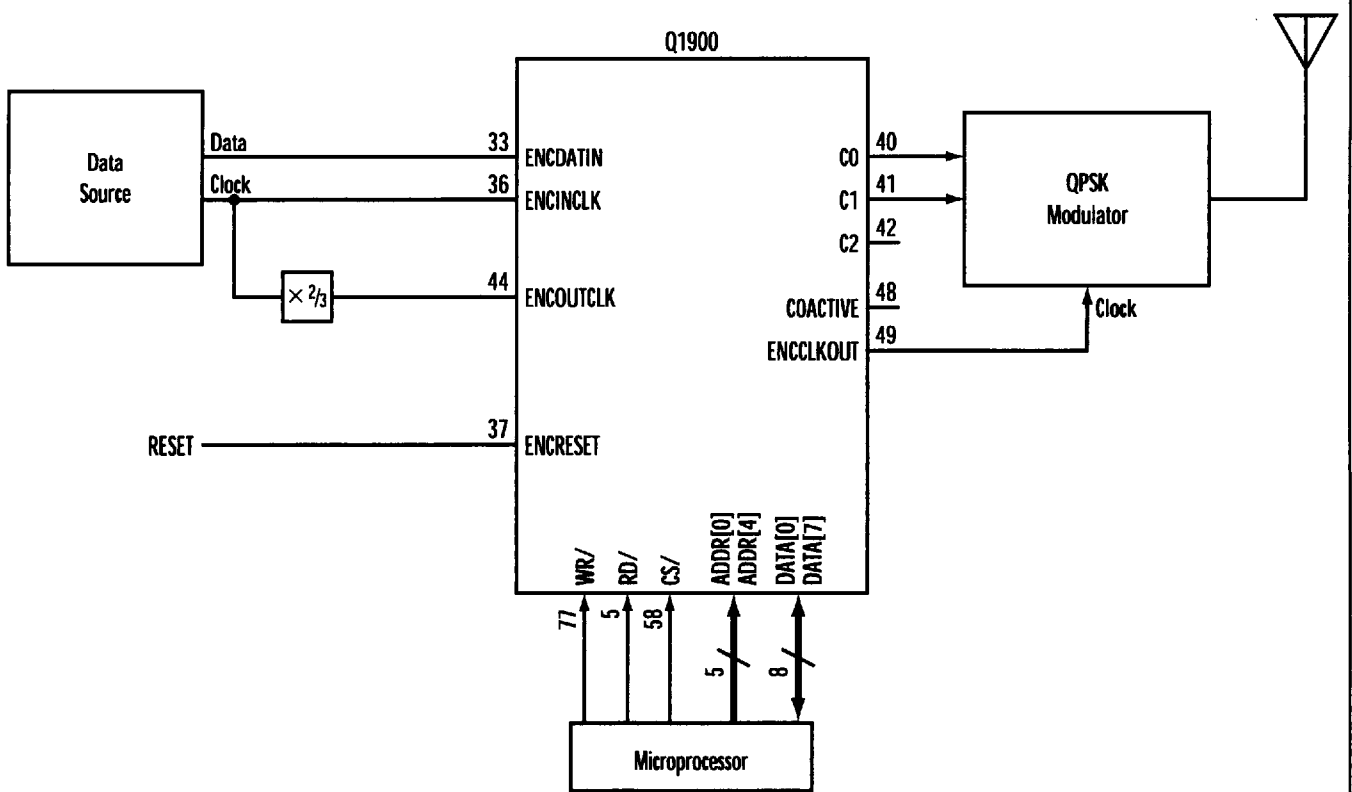 Q1900
Data
Source
Data
Clock
× 2/3
RESET
33
36
44
37
ENCDATIN
ENCINCLK
ENCOUTCLK
ENCRESET
C0
C1
C2
COACTIVE
ENCCLKOUT
40
41
42
48
49
QPSK
Modulator
Clock
WR/
RD/
CS/
ADDR[0]
ADDR[4]
DATA[0]
DATA[7]
77
5
58
5
8
Microprocessor